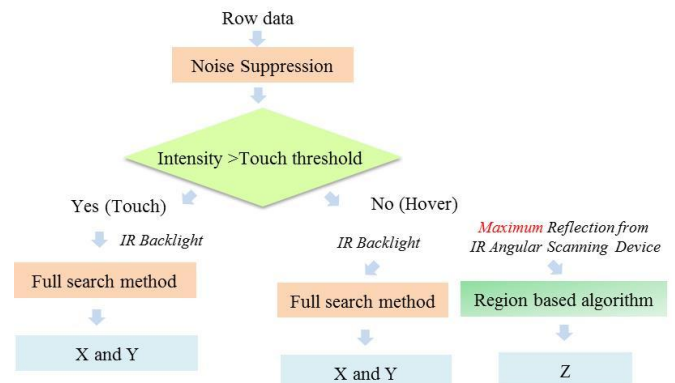 Row data
Noise Suppression
Intensity >Touch threshold
Yes (Touch)
No (Hover)
IR Backlight
Full search method
X and Y
IR Backlight
Full search method
X and Y
Maximum Reflection from
IR Angular Scanning Device
Region based algorithm
Z